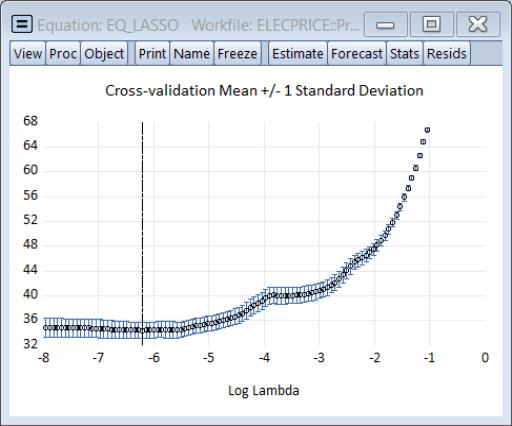 Equation: EQ_LASSO Workfile: ELECPRICE::Pr...
View Proc Object Print Name Freeze Estimate Forecast Stats Resids
Cross-validation Mean +/- 1 Standard Deviation
68
64
60
56
52
48
44
40
36
32
-8 -7 -6 -5 -4 -3 -2 -1 0
Log Lambda